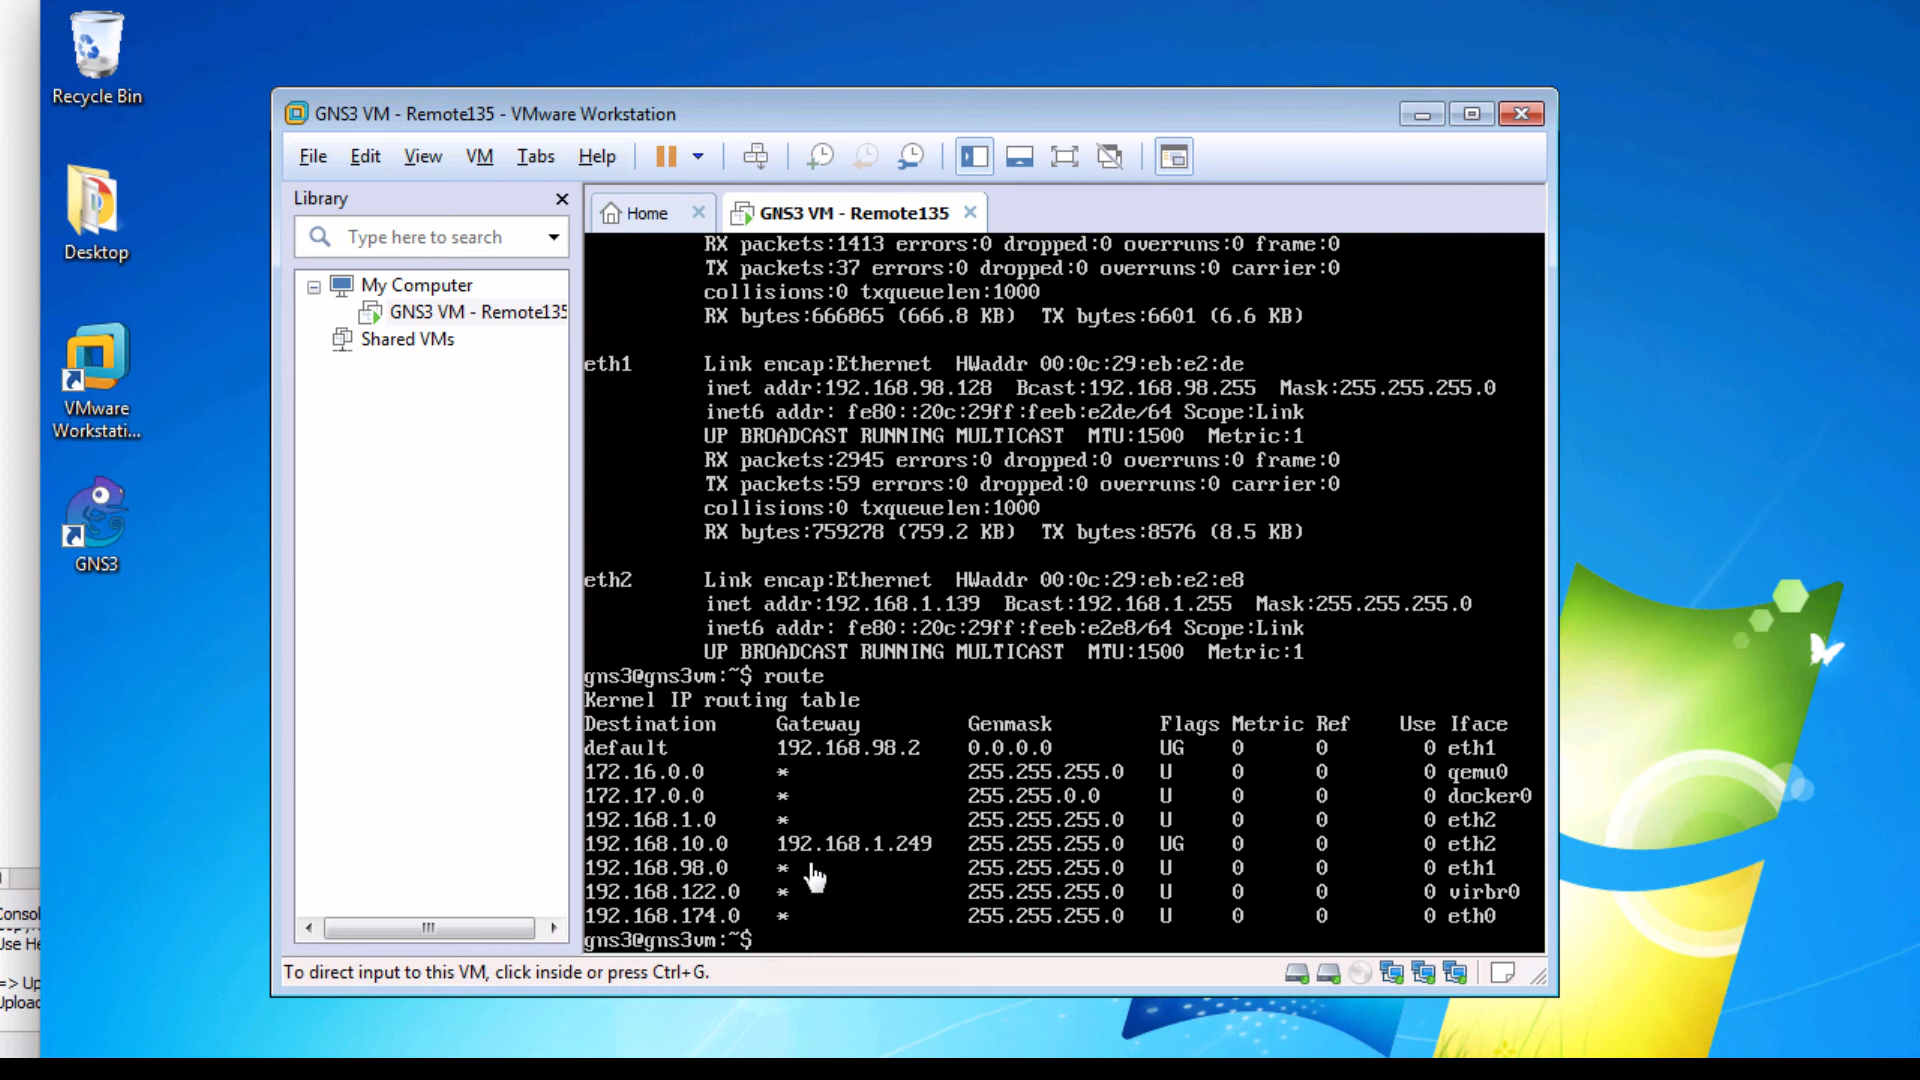 Recycle Bin
Desktop
VMware
Workstati...
GNS3
GNS3 VM - Remote135 - VMware Workstation
File Edit View VM Tabs Help
Library
Type here to search
My Computer
GNS3 VM - Remote135
Shared VMs
Home
GNS3 VM - Remote135
RX packets:1413 errors:0 dropped:0 overruns:0 frame:0
TX packets:37 errors:0 dropped:0 overruns:0 carrier:0
collisions:0 txqueuelen:1000
RX bytes:666865 (666.8 KB) TX bytes:6601 (6.6 KB)
eth1 Link encap:Ethernet HWaddr 00:0c:29:eb:e2:de
inet addr:192.168.98.128 Bcast:192.168.98.255 Mask:255.255.255.0
inet6 addr: fe80::20c:29ff:feeb:e2de/64 Scope:Link
UP BROADCAST RUNNING MULTICAST MTU:1500 Metric:1
RX packets:2945 errors:0 dropped:0 overruns:0 frame:0
TX packets:59 errors:0 dropped:0 overruns:0 carrier:0
collisions:0 txqueuelen:1000
RX bytes:759278 (759.2 KB) TX bytes:8576 (8.5 KB)
eth2 Link encap:Ethernet HWaddr 00:0c:29:eb:e2:e8
inet addr:192.168.1.139 Bcast:192.168.1.255 Mask:255.255.255.0
inet6 addr: fe80::20c:29ff:feeb:e2e8/64 Scope:Link
UP BROADCAST RUNNING MULTICAST MTU:1500 Metric:1
gns3@gns3vm:~$ route
Kernel IP routing table
Destination Gateway Genmask Flags Metric Ref Use Iface
default 192.168.98.2 0.0.0.0 UG 0 0 0 eth1
172.16.0.0 * 255.255.255.0 U 0 0 0 qemu0
172.17.0.0 * 255.255.0.0 U 0 0 0 docker0
192.168.1.0 * 255.255.255.0 U 0 0 0 eth2
192.168.10.0 192.168.1.249 255.255.255.0 UG 0 0 0 eth2
192.168.98.0 * 255.255.255.0 U 0 0 0 eth1
192.168.122.0 * 255.255.255.0 U 0 0 0 virbr0
192.168.174.0 * 255.255.255.0 U 0 0 0 eth0
gns3@gns3vm:~$
To direct input to this VM, click inside or press Ctrl+G.